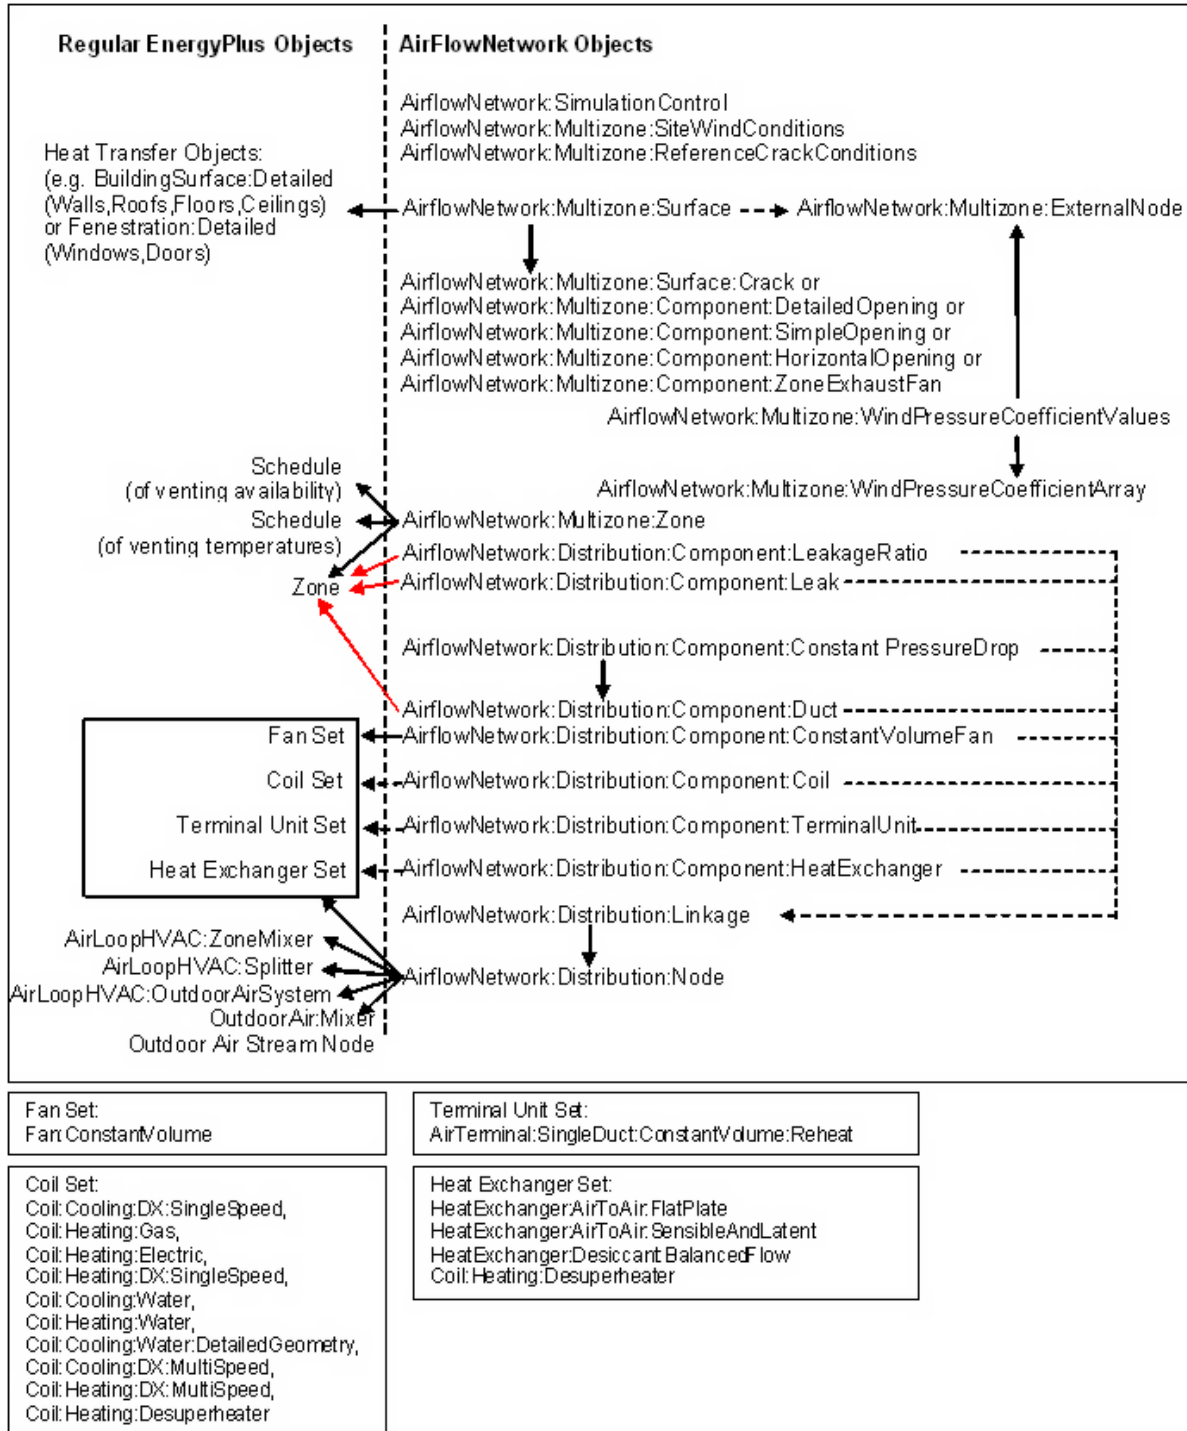 Regular EnergyPlus Objects
AirFlowNetwork Objects
AirflowNetwork:SimulationControl
AirflowNetwork:Multizone:SiteWindConditions
AirflowNetwork:Multizone:ReferenceCrackConditions
Heat Transfer Objects:
(e.g. BuildingSurface:Detailed
(Walls,Roofs,Floors,Ceilings)
or Fenestration:Detailed
(Windows,Doors)
AirflowNetwork:Multizone:Surface
AirflowNetwork:Multizone:ExternalNode
AirflowNetwork:Multizone:Surface:Crack or
AirflowNetwork:Multizone:Component:DetailedOpening or
AirflowNetwork:Multizone:Component:SimpleOpening or
AirflowNetwork:Multizone:Component:HorizontalOpening or
AirflowNetwork:Multizone:Component:ZoneExhaustFan
AirflowNetwork:Multizone:WindPressureCoefficientValues
AirflowNetwork:Multizone:WindPressureCoefficientArray
Schedule
(of venting availability)
Schedule
(of venting temperatures)
Zone
AirflowNetwork:Multizone:Zone
AirflowNetwork:Distribution:Component:LeakageRatio
AirflowNetwork:Distribution:Component:Leak
AirflowNetwork:Distribution:Component:Constant PressureDrop
AirflowNetwork:Distribution:Component:Duct
Fan Set
AirflowNetwork:Distribution:Component:ConstantVolumeFan
Coil Set
AirflowNetwork:Distribution:Component:Coil
Terminal Unit Set
AirflowNetwork:Distribution:Component:TerminalUnit
Heat Exchanger Set
AirflowNetwork:Distribution:Component:HeatExchanger
AirflowNetwork:Distribution:Linkage
AirLoopHVAC:ZoneMixer
AirLoopHVAC:Splitter
AirLoopHVAC:OutdoorAirSystem
OutdoorAir:Mixer
Outdoor Air Stream Node
AirflowNetwork:Distribution:Node
Fan Set:
Fan:ConstantVolume
Terminal Unit Set:
AirTerminal:SingleDuct:ConstantVolume:Reheat
Coil Set:
Coil:Cooling:DX:SingleSpeed,
Coil:Heating:Gas,
Coil:Heating:Electric,
Coil:Heating:DX:SingleSpeed,
Coil:Cooling:Water,
Coil:Heating:Water,
Coil:Cooling:Water:DetailedGeometry,
Coil:Cooling:DX:MultiSpeed,
Coil:Heating:DX:MultiSpeed,
Coil:Heating:Desuperheater
Heat Exchanger Set:
HeatExchanger:AirToAir:FlatPlate
HeatExchanger:AirToAir:SensibleAndLatent
HeatExchanger:Desiccant:BalancedFlow
Coil:Heating:Desuperheater